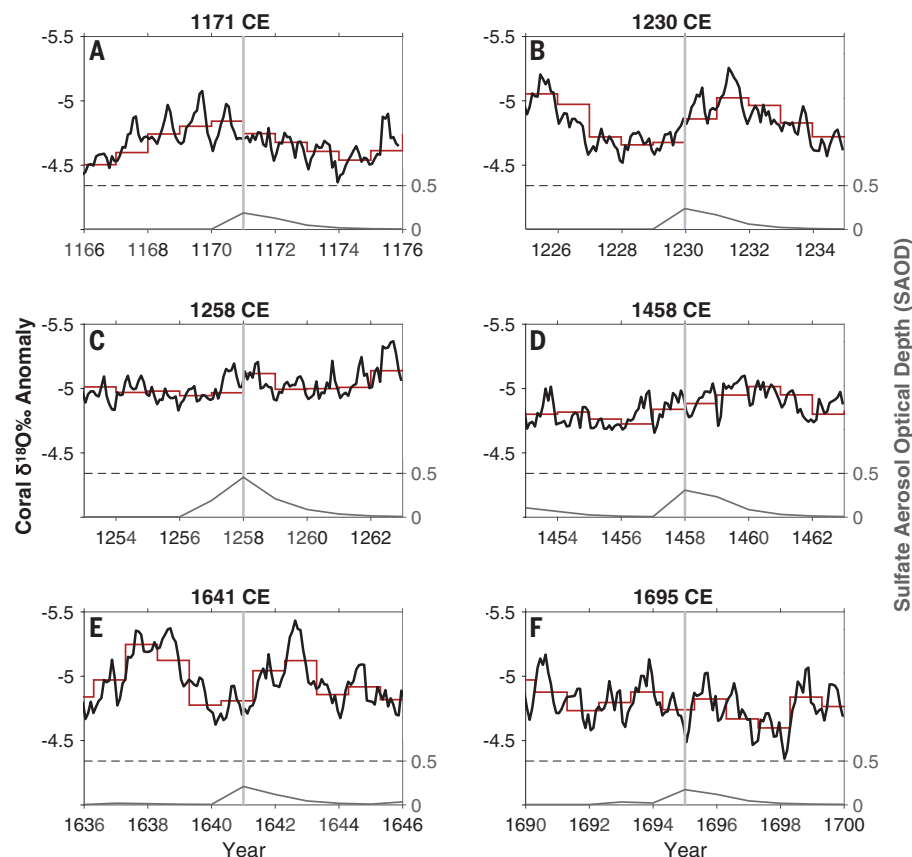 1171 CE
1230 CE
A
B
-5.5
-5
-4.5
-5.5
-5
-4.5
0.5
0
0.5
0
1166 1168 1170 1172 1174 1176
1226 1228 1230 1232 1234
1258 CE
1458 CE
C
D
-5.5
-5
-4.5
-5.5
-5
-4.5
0.5
0
0.5
0
1254 1256 1258 1260 1262
1454 1456 1458 1460 1462
1641 CE
1695 CE
E
F
-5.5
-5
-4.5
-5.5
-5
-4.5
0.5
0
0.5
0
1636 1638 1640 1642 1644 1646
1690 1692 1694 1696 1698 1700
Year
Year
Coral δ¹⁸O‰ Anomaly
Sulfate Aerosol Optical Depth (SAOD)